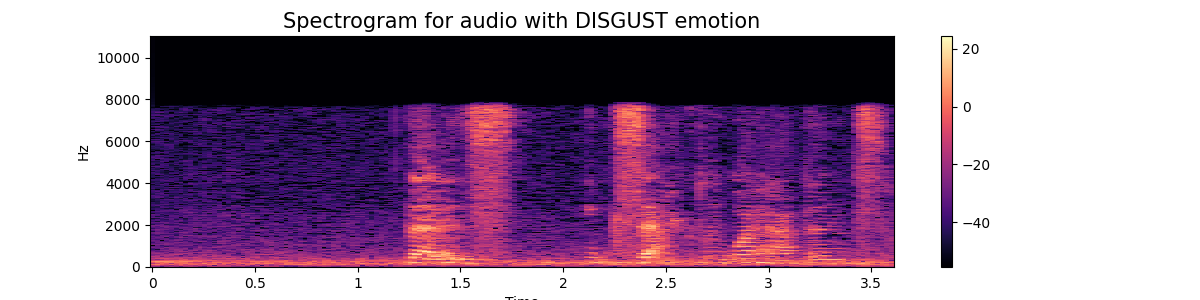 Spectrogram for audio with DISGUST emotion
10000
8000
6000
4000
2000
0
Hz
0 0.5 1 1.5 2 2.5 3 3.5
Time
20
0
−20
−40